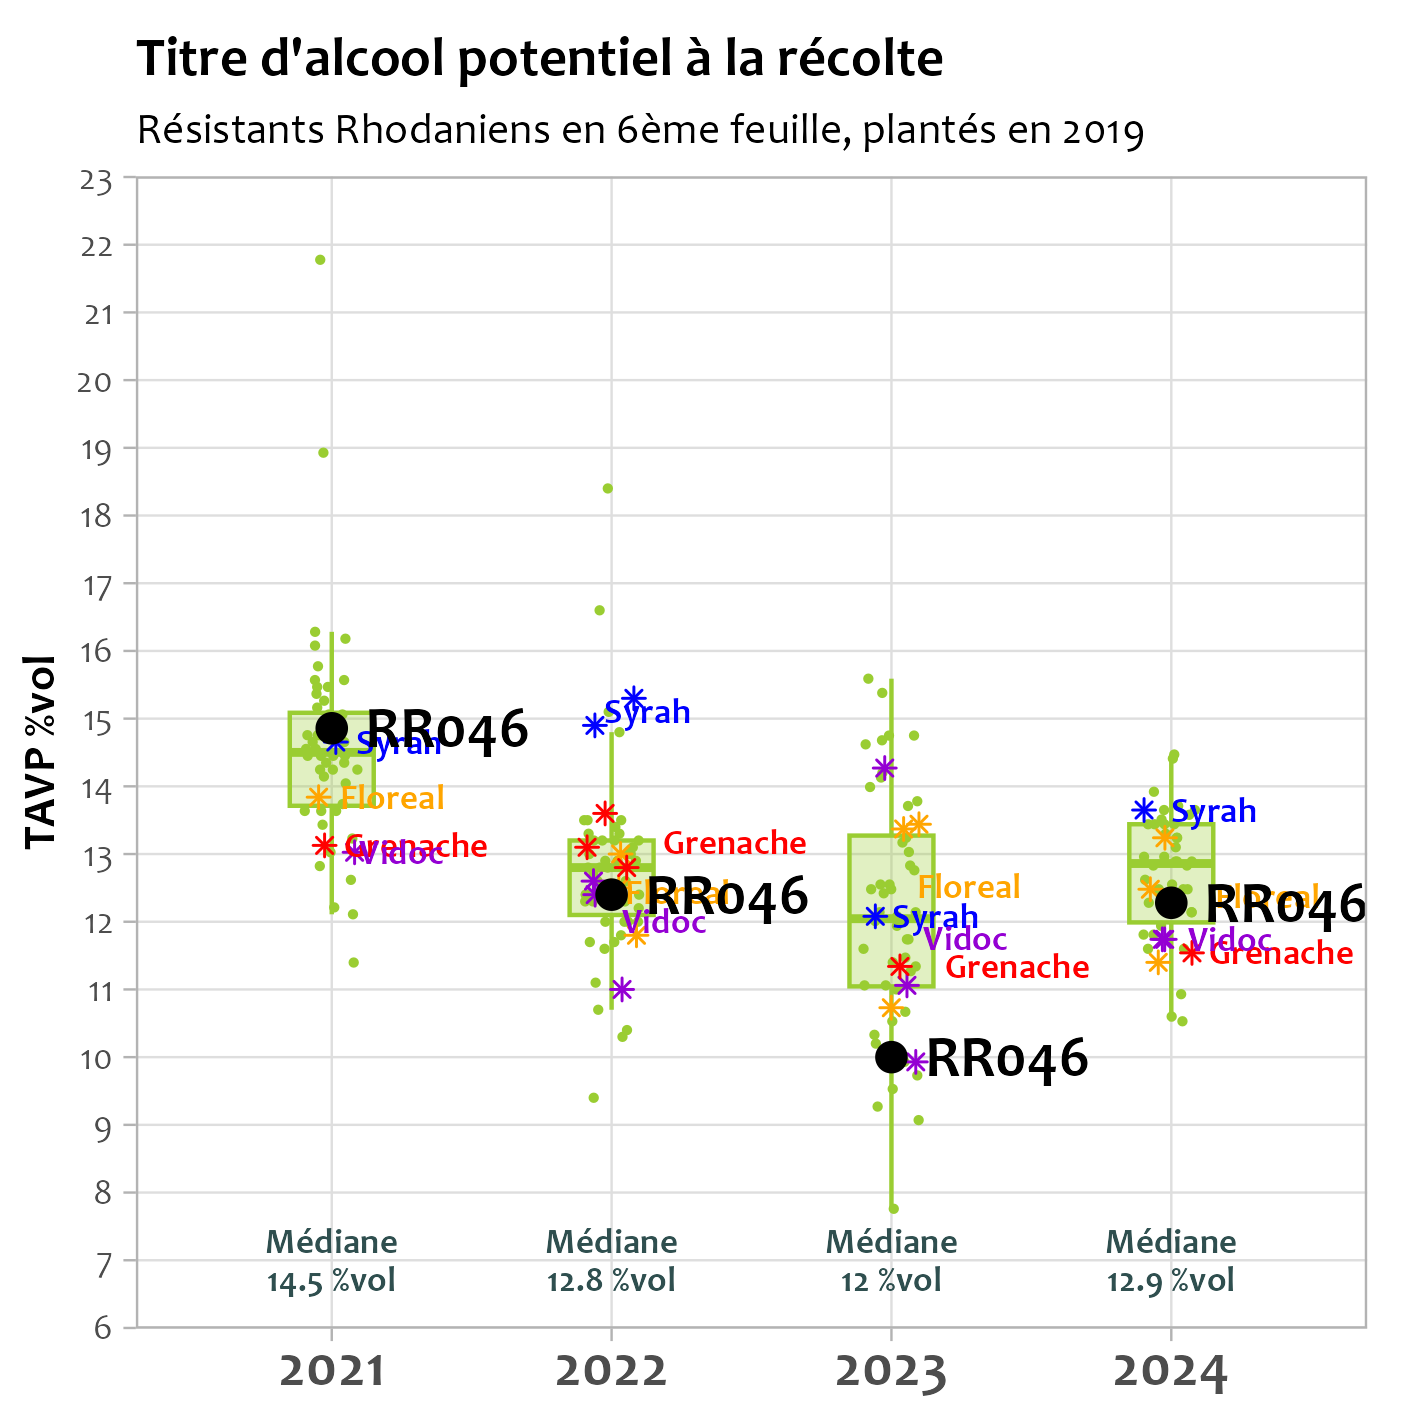 Titre d'alcool potentiel à la récolte
Résistants Rhodaniens en 6ème feuille, plantés en 2019
TAVP %vol
23
22
21
20
19
18
17
16
15
14
13
12
11
10
9
8
7
6
RR046
Syrah
Floreal
Grenache
Vidoc
Syrah
Grenache
RR046
Floreal
Vidoc
Floreal
Syrah
Vidoc
Grenache
RR046
Syrah
RR046
Floreal
Vidoc
Grenache
Médiane
14.5 %vol
Médiane
12.8 %vol
Médiane
12 %vol
Médiane
12.9 %vol
2021
2022
2023
2024